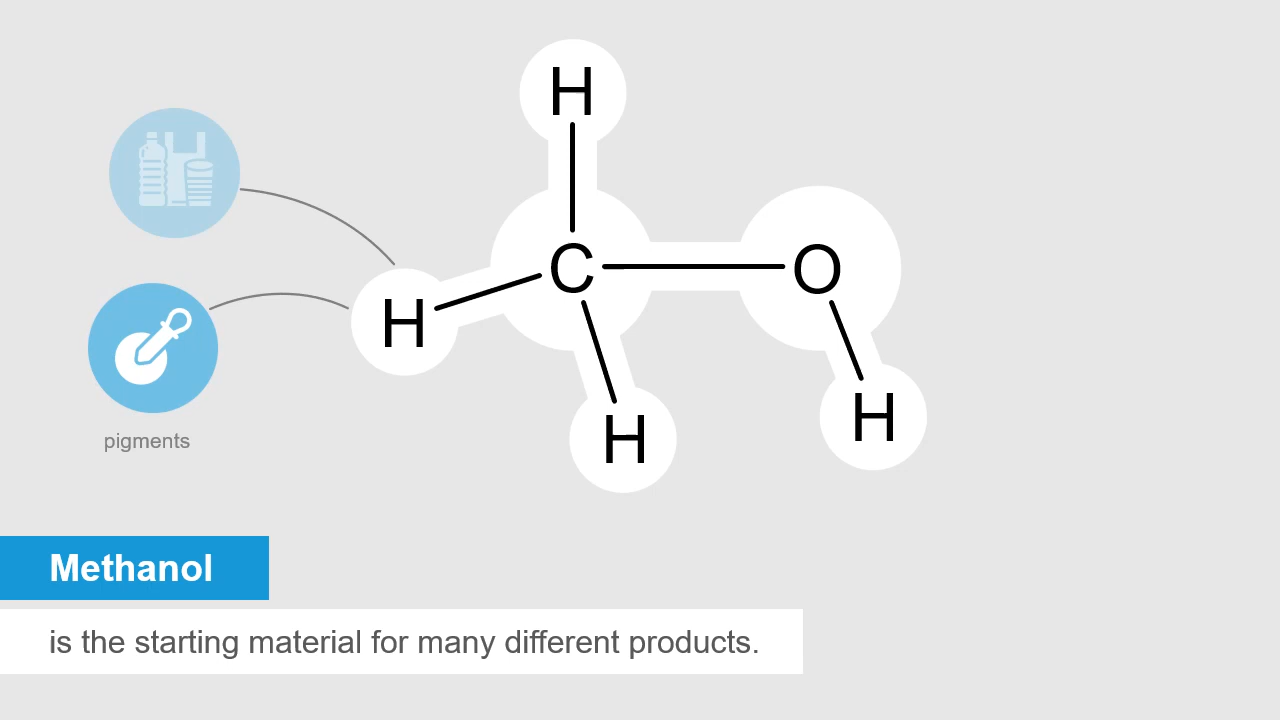 H
C
O
H
H
H
pigments
Methanol
is the starting material for many different products.